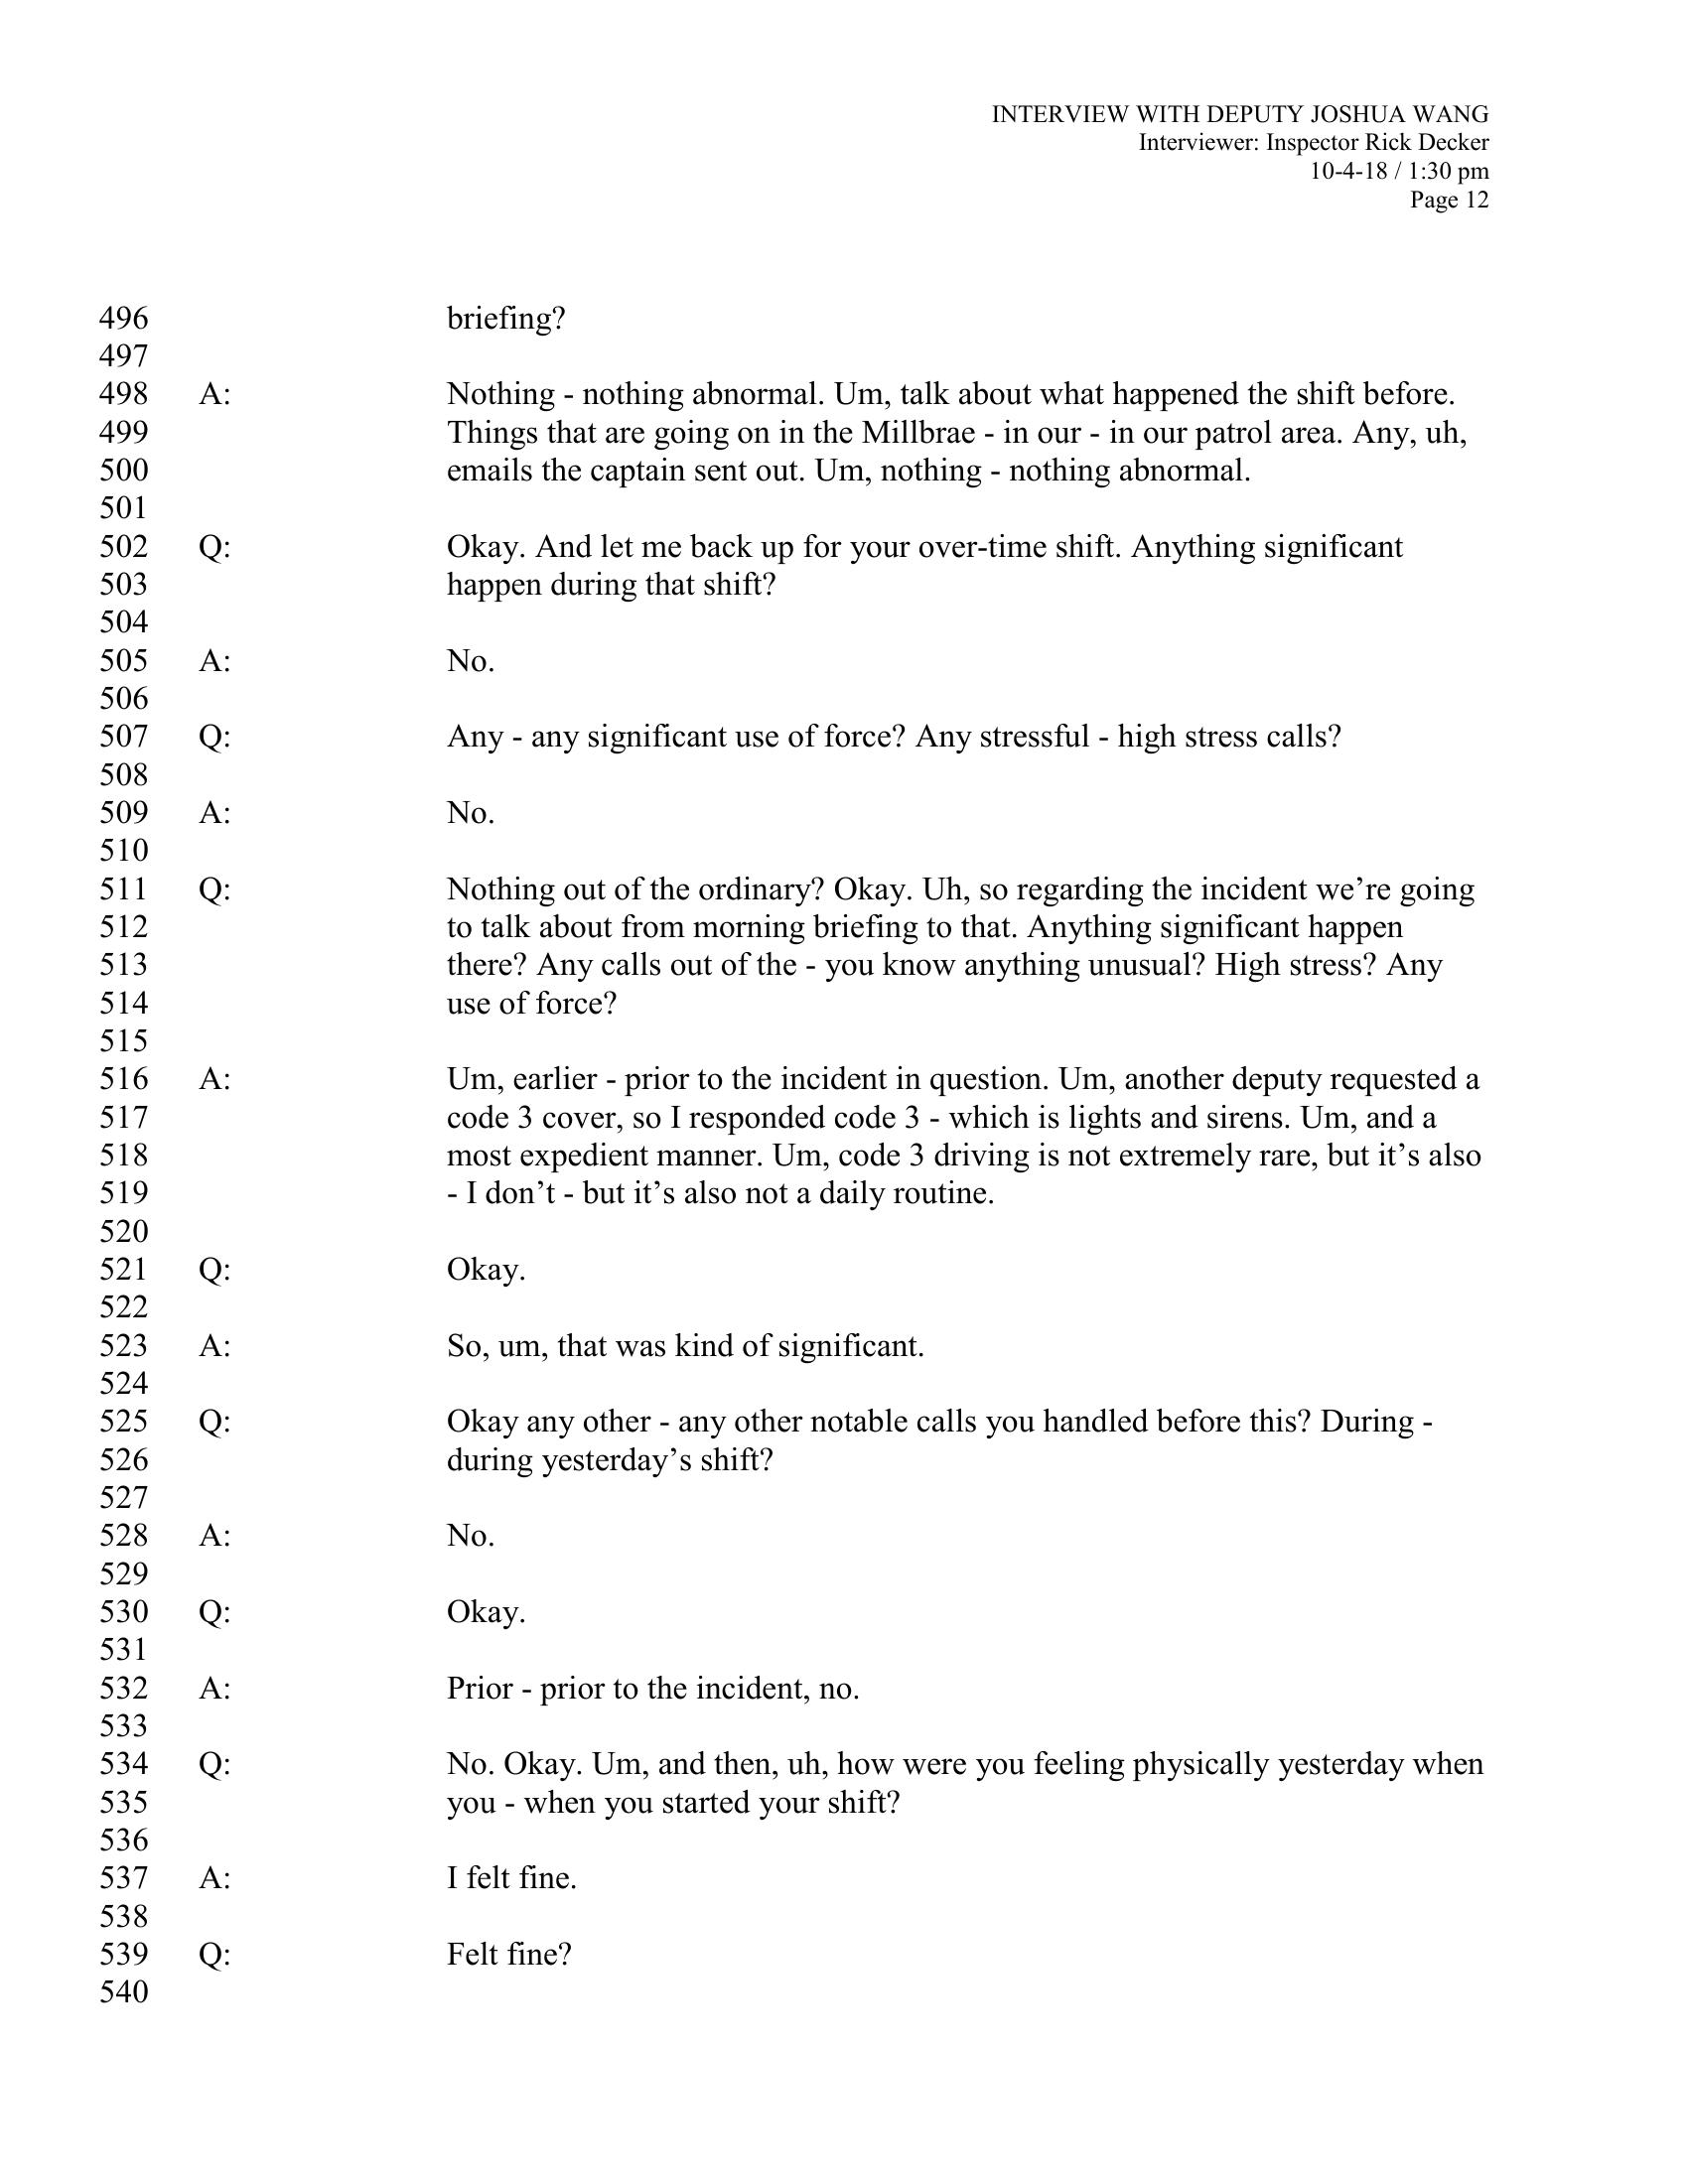 INTERVIEW WITH DEPUTY JOSHUA WANG
Interviewer: Inspector Rick Decker
10-4-18 / 1:30 pm
Page 12
496 briefing?
497
498 A: Nothing - nothing abnormal. Um, talk about what happened the shift before.
499 Things that are going on in the Millbrae - in our - in our patrol area. Any, uh,
500 emails the captain sent out. Um, nothing - nothing abnormal.
501
502 Q: Okay. And let me back up for your over-time shift. Anything significant
503 happen during that shift?
504
505 A: No.
506
507 Q: Any - any significant use of force? Any stressful - high stress calls?
508
509 A: No.
510
511 Q: Nothing out of the ordinary? Okay. Uh, so regarding the incident we’re going
512 to talk about from morning briefing to that. Anything significant happen
513 there? Any calls out of the - you know anything unusual? High stress? Any
514 use of force?
515
516 A: Um, earlier - prior to the incident in question. Um, another deputy requested a
517 code 3 cover, so I responded code 3 - which is lights and sirens. Um, and a
518 most expedient manner. Um, code 3 driving is not extremely rare, but it’s also
519 - I don’t - but it’s also not a daily routine.
520
521 Q: Okay.
522
523 A: So, um, that was kind of significant.
524
525 Q: Okay any other - any other notable calls you handled before this? During -
526 during yesterday’s shift?
527
528 A: No.
529
530 Q: Okay.
531
532 A: Prior - prior to the incident, no.
533
534 Q: No. Okay. Um, and then, uh, how were you feeling physically yesterday when
535 you - when you started your shift?
536
537 A: I felt fine.
538
539 Q: Felt fine?
540